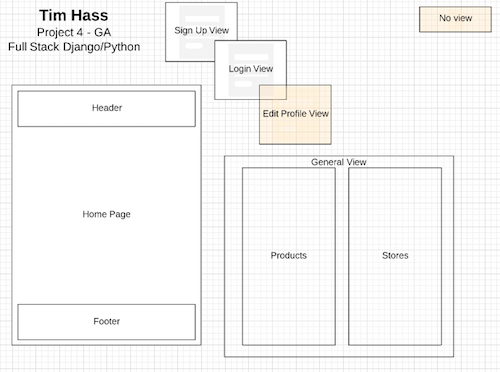 Tim Hass
Project 4 - GA
Full Stack Django/Python
Sign Up View
Login View
Edit Profile View
No view
Header
Home Page
Footer
General View
Products
Stores